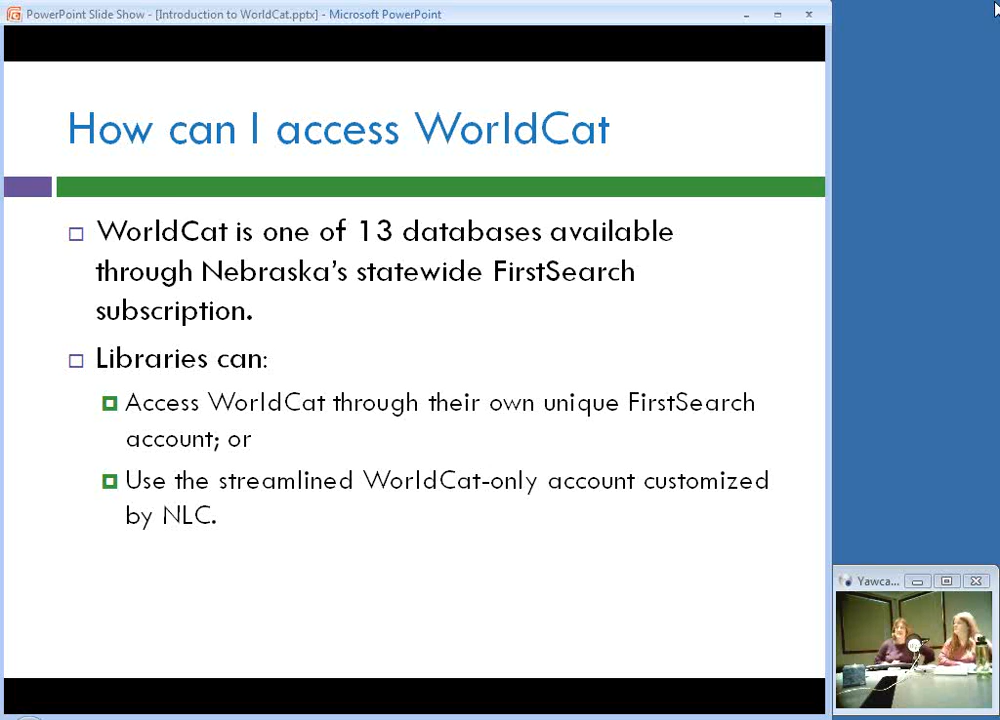 PowerPoint Slide Show - [Introduction to WorldCat.pptx] - Microsoft PowerPoint
How can I access WorldCat
WorldCat is one of 13 databases available
through Nebraska's statewide FirstSearch
subscription.
Libraries can:
Access WorldCat through their own unique FirstSearch
account; or
Use the streamlined WorldCat-only account customized
by NLC.
Yawca...